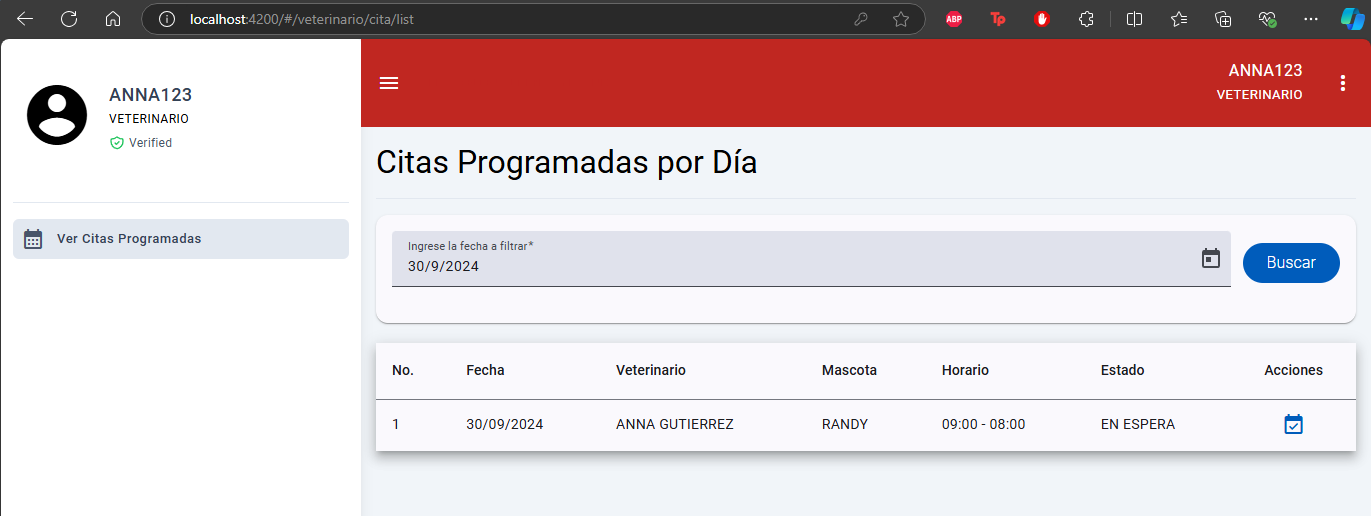 localhost:4200/#/veterinario/cita/list
ABP
Tp
ANNA123
VETERINARIO
Verified
Ver Citas Programadas
ANNA123
VETERINARIO
Citas Programadas por Día
Ingrese la fecha a filtrar*
30/9/2024
Buscar
No. Fecha Veterinario Mascota Horario Estado Acciones
1 30/09/2024 ANNA GUTIERREZ RANDY 09:00 - 08:00 EN ESPERA